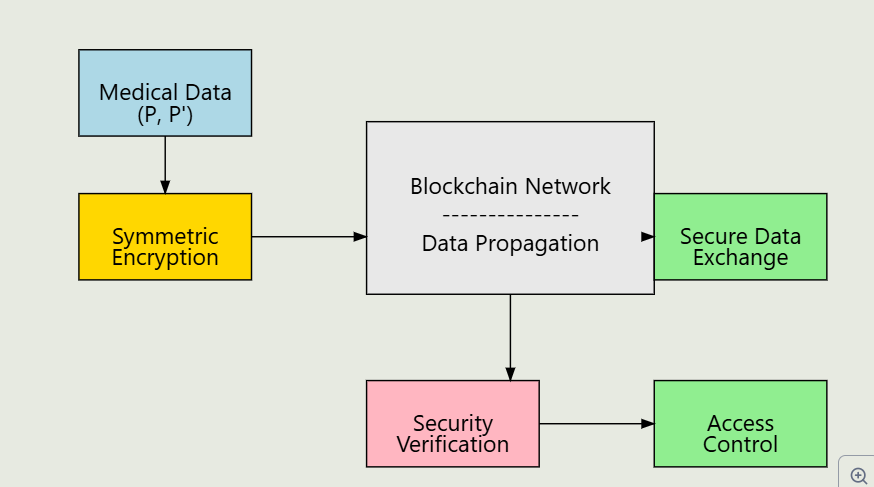 Medical Data
(P, P')
Symmetric
Encryption
Blockchain Network
---------------
Data Propagation
Secure Data
Exchange
Security
Verification
Access
Control